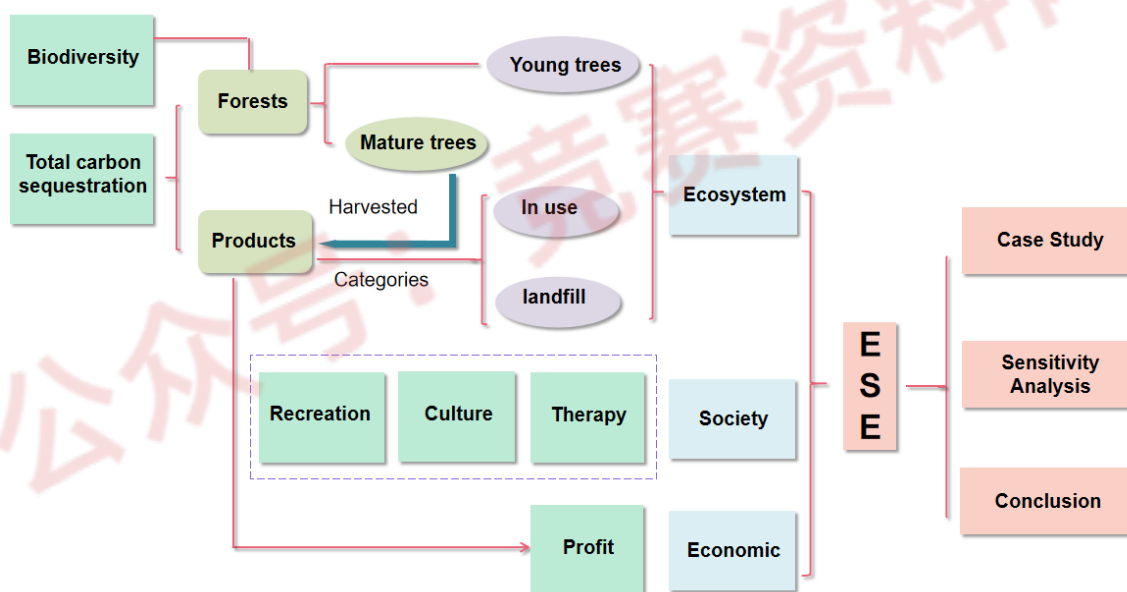 Biodiversity
Forests
Young trees
Mature trees
Total carbon
sequestration
Harvested
Products
Categories
In use
landfill
Ecosystem
Recreation
Culture
Therapy
Society
Profit
Economic
E
S
E
Case Study
Sensitivity
Analysis
Conclusion
公众号：竞赛资料